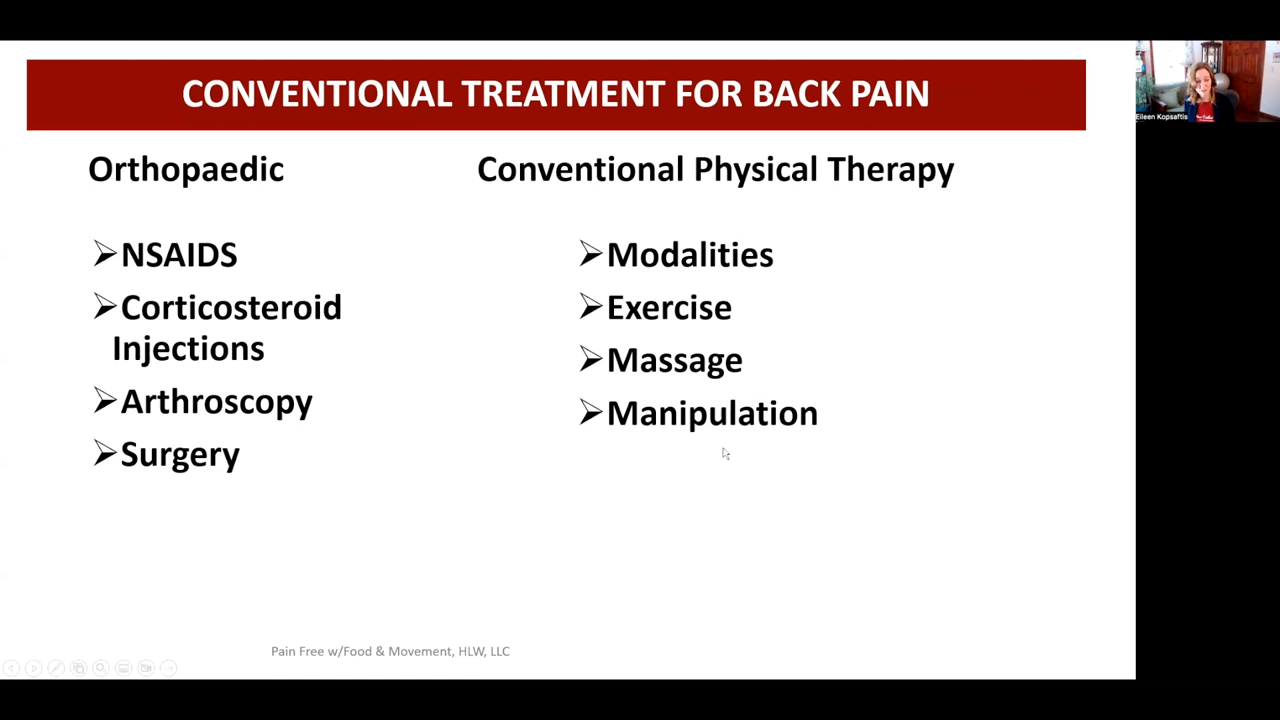 CONVENTIONAL TREATMENT FOR BACK PAIN
Eileen Kopsaftis
Orthopaedic
NSAIDS
Corticosteroid
Injections
Arthroscopy
Surgery
Conventional Physical Therapy
Modalities
Exercise
Massage
Manipulation
Pain Free w/Food & Movement, HLW, LLC